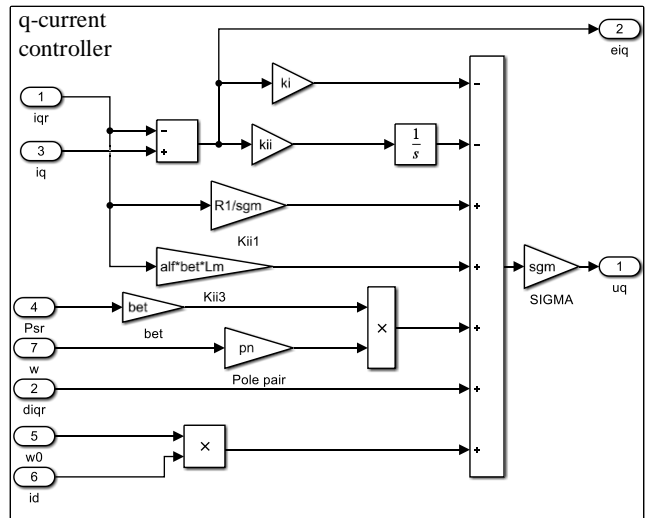 q-current
controller
2
eiq
ki
-
1
iqr
-
+
3
iq
kii
1
s
-
R1/sgm
+
Kii1
alf*bet*Lm
+
sgm
1
SIGMA
uq
Kii3
4
Psr
bet
bet
×
+
7
w
pn
Pole pair
2
diqr
+
5
w0
×
+
6
id